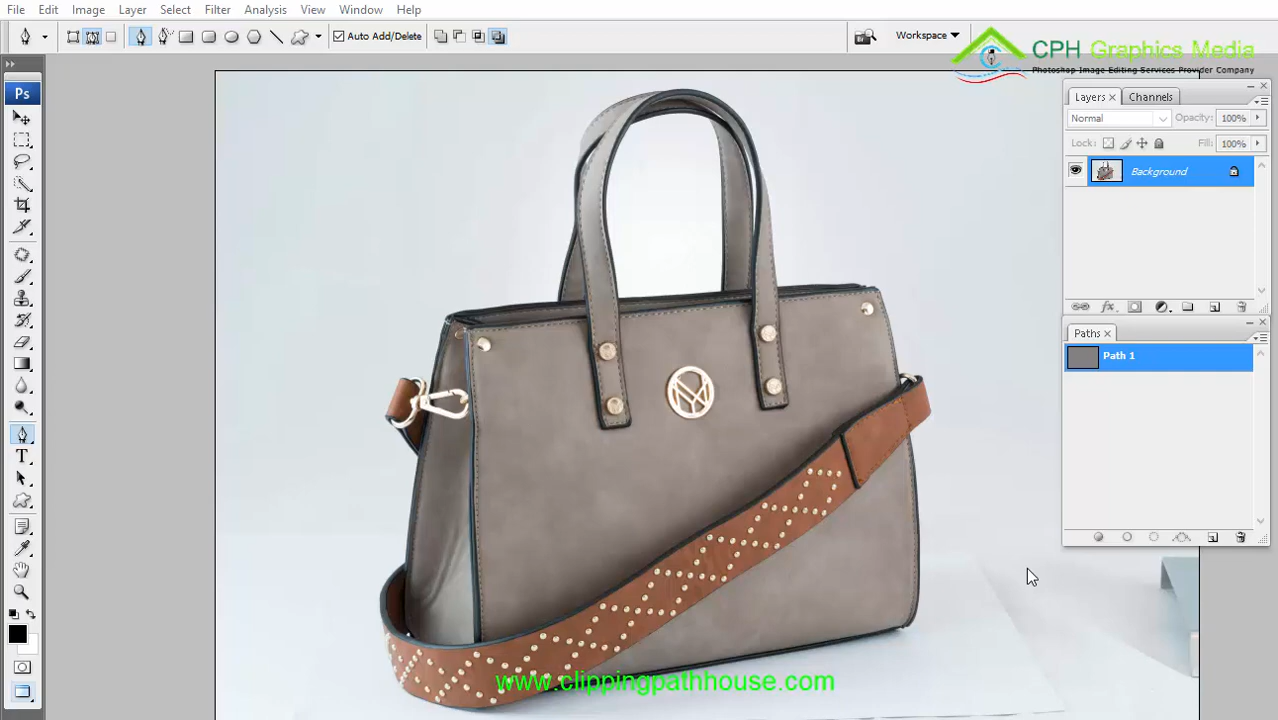 File Edit Image Layer Select Filter Analysis View Window Help
Auto Add/Delete
Workspace
CPH Graphics Media
Photoshop Image Editing Services Provider Company
Ps
Layers Channels
Normal Opacity: 100%
Lock: Fill: 100%
Background
Paths
Path 1
T
www.clippingpathhouse.com